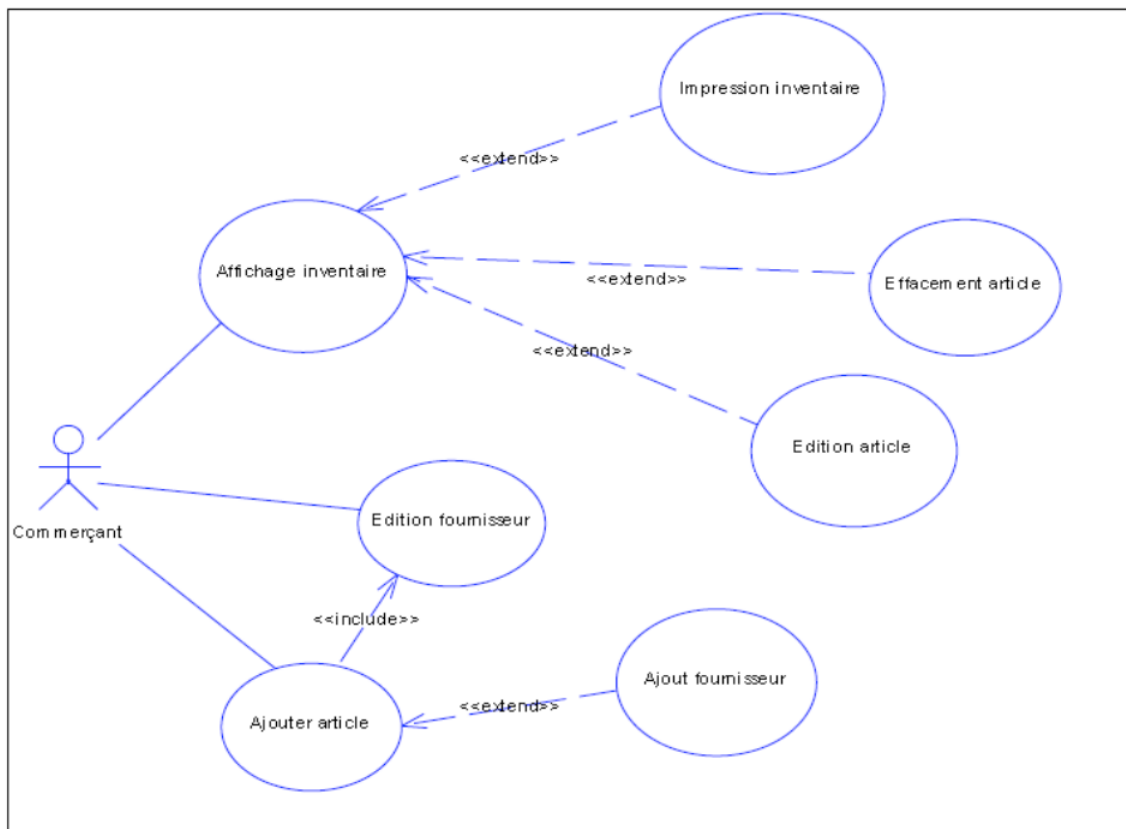 Impression inventaire
<<extend>>
Affichage inventaire
<<extend>>
Effacement article
<<extend>>
Edition article
Commerçant
Edition fournisseur
<<include>>
Ajout fournisseur
<<extend>>
Ajouter article